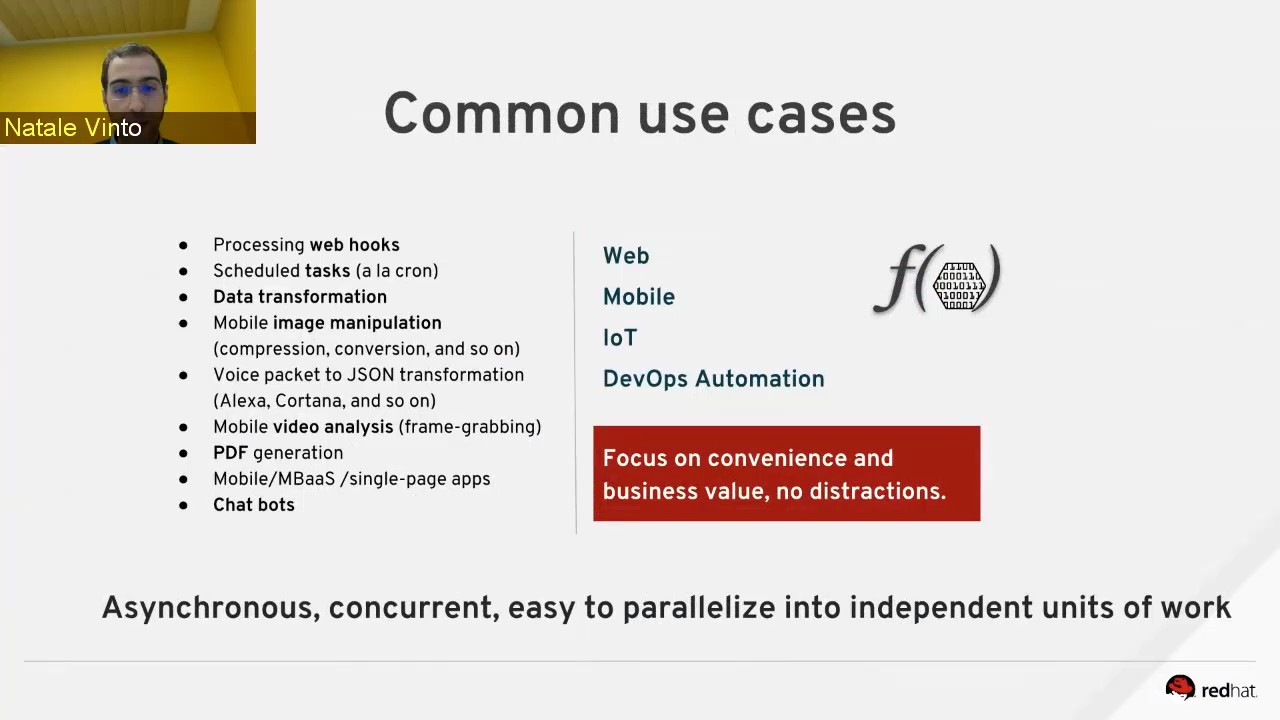 Natale Vinto
Common use cases
● Processing web hooks
● Scheduled tasks (a la cron)
● Data transformation
● Mobile image manipulation
(compression, conversion, and so on)
● Voice packet to JSON transformation
(Alexa, Cortana, and so on)
● Mobile video analysis (frame-grabbing)
● PDF generation
● Mobile/MBaaS /single-page apps
● Chat bots
Web
Mobile
IoT
DevOps Automation
f( )
Focus on convenience and
business value, no distractions.
Asynchronous, concurrent, easy to parallelize into independent units of work
redhat.